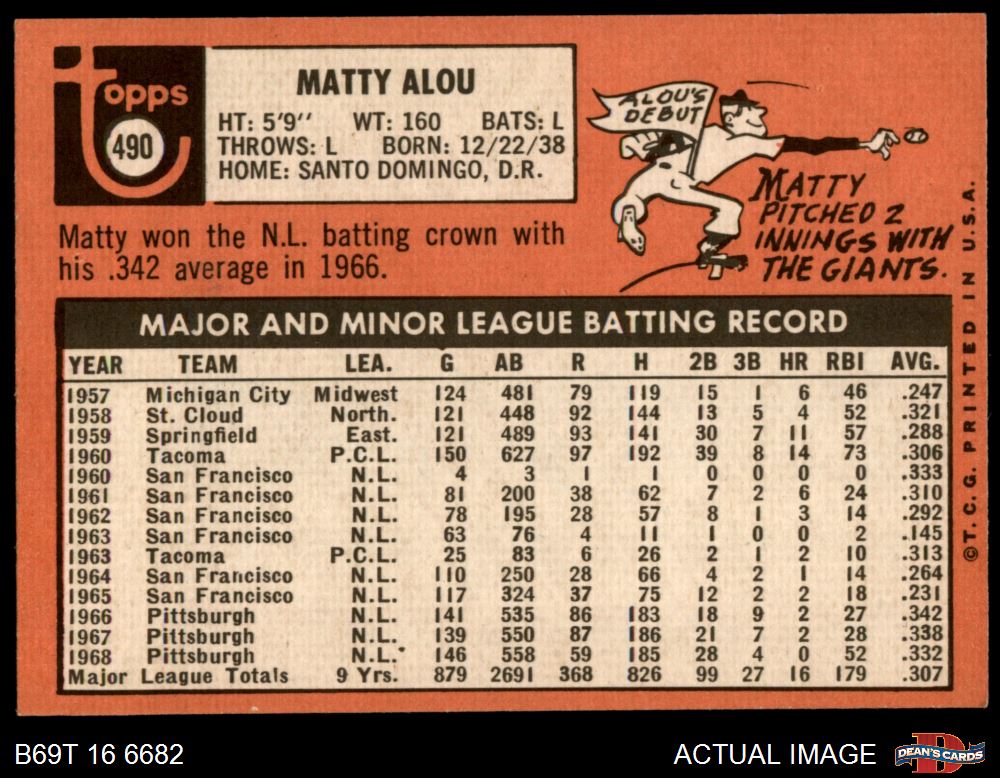 Topps
490
MATTY ALOU
HT: 5'9'' WT: 160 BATS: L
THROWS: L BORN: 12/22/38
HOME: SANTO DOMINGO, D.R.
Matty won the N.L. batting crown with
his .342 average in 1966.
ALOU'S
DEBUT
MATTY
PITCHED 2
INNINGS WITH
THE GIANTS.
MAJOR AND MINOR LEAGUE BATTING RECORD
YEAR TEAM LEA. G AB R H 2B 3B HR RBI AVG.
1957 Michigan City Midwest 124 481 79 119 15 1 6 46 .247
1958 St. Cloud North. 121 448 92 144 13 5 4 52 .321
1959 Springfield East. 121 489 93 141 30 7 11 57 .288
1960 Tacoma P.C.L. 150 627 97 192 39 8 14 73 .306
1960 San Francisco N.L. 4 3 1 1 0 0 0 0 .333
1961 San Francisco N.L. 81 200 38 62 7 2 6 24 .310
1962 San Francisco N.L. 78 195 28 57 8 1 3 14 .292
1963 San Francisco N.L. 63 76 4 11 1 0 0 2 .145
1963 Tacoma P.C.L. 25 83 6 26 2 1 2 10 .313
1964 San Francisco N.L. 110 250 28 66 4 2 1 14 .264
1965 San Francisco N.L. 117 324 37 75 12 2 2 18 .231
1966 Pittsburgh N.L. 141 535 86 183 18 9 2 27 .342
1967 Pittsburgh N.L. 139 550 87 186 21 7 2 28 .338
1968 Pittsburgh N.L. 146 558 59 185 28 4 0 52 .332
Major League Totals 9 Yrs. 879 2691 368 826 99 27 16 179 .307
©T.C.G. PRINTED IN U.S.A.
B69T 16 6682
ACTUAL IMAGE
DEAN'S CARDS